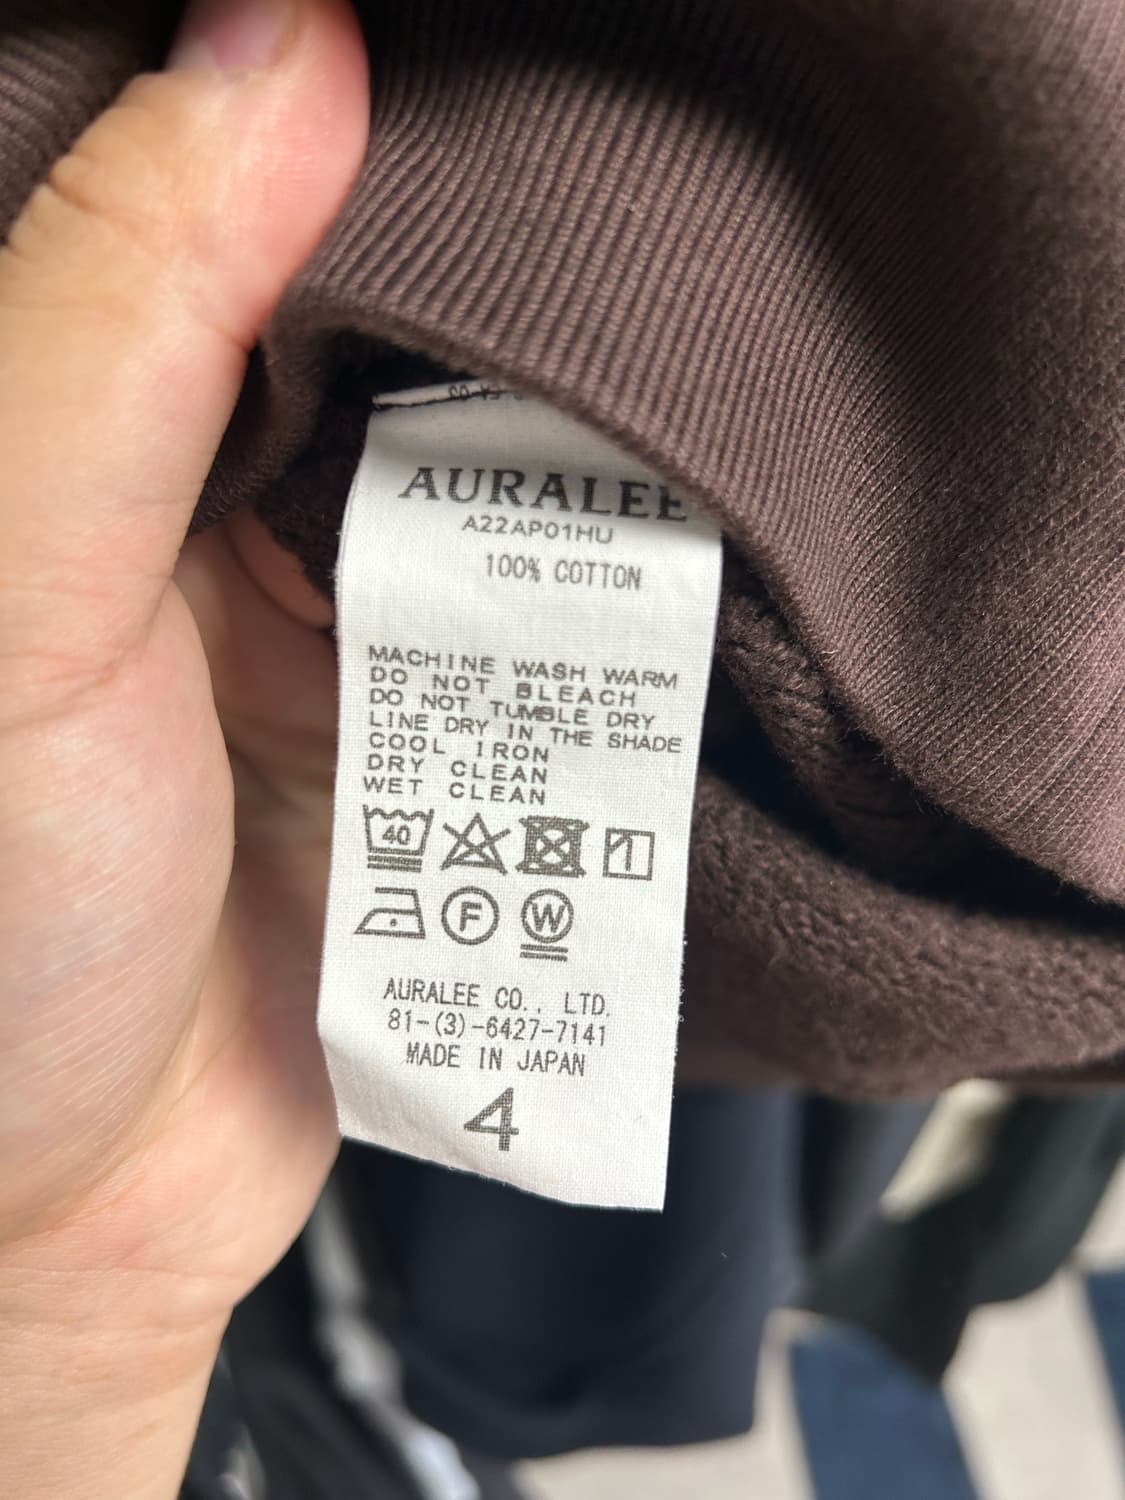 AURALEE
A22AP01HU
100% COTTON
MACHINE WASH WARM
DO NOT BLEACH
DO NOT TUMBLE DRY
LINE DRY IN THE SHADE
COOL IRON
DRY CLEAN
WET CLEAN
40
F W
AURALEE CO., LTD.
81-(3)-6427-7141
MADE IN JAPAN
4